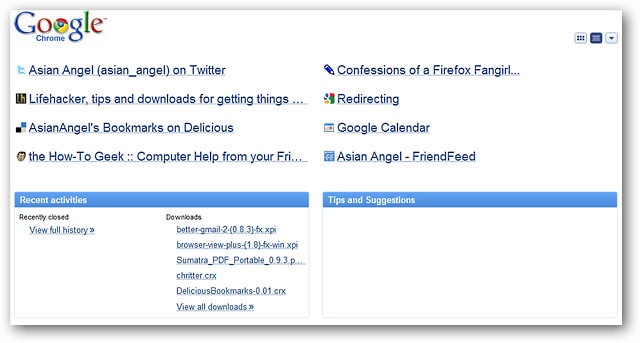 Google™
Chrome
Asian Angel (asian_angel) on Twitter
Confessions of a Firefox Fangirl...
Lifehacker, tips and downloads for getting things ...
Redirecting
AsianAngel's Bookmarks on Delicious
Google Calendar
the How-To Geek :: Computer Help from your Fri...
Asian Angel - FriendFeed
Recent activities
Recently closed
View full history »
Downloads
better-gmail-2-(0.8.3)-fx.xpi
browser-view-plus-(1.8)-fx-win.xpi
Sumatra_PDF_Portable_0.9.3.p...
chritter.crx
DeliciousBookmarks-0.01.crx
View all downloads »
Tips and Suggestions